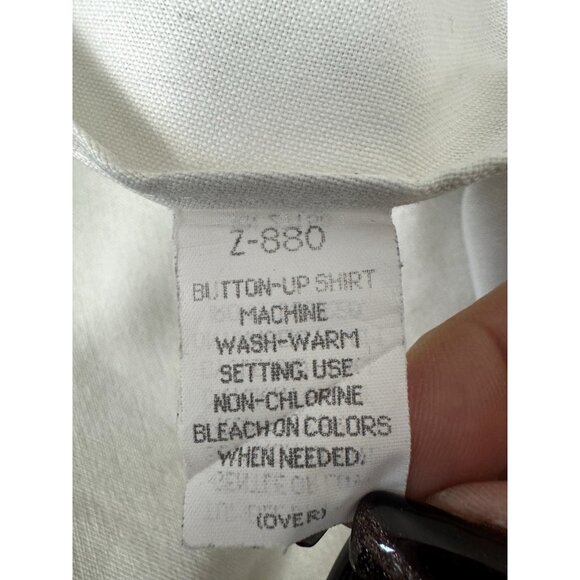 Z-880
BUTTON-UP SHIRT
MACHINE
WASH-WARM
SETTING. USE
NON-CHLORINE
BLEACH ON COLORS
WHEN NEEDED.
(OVER)